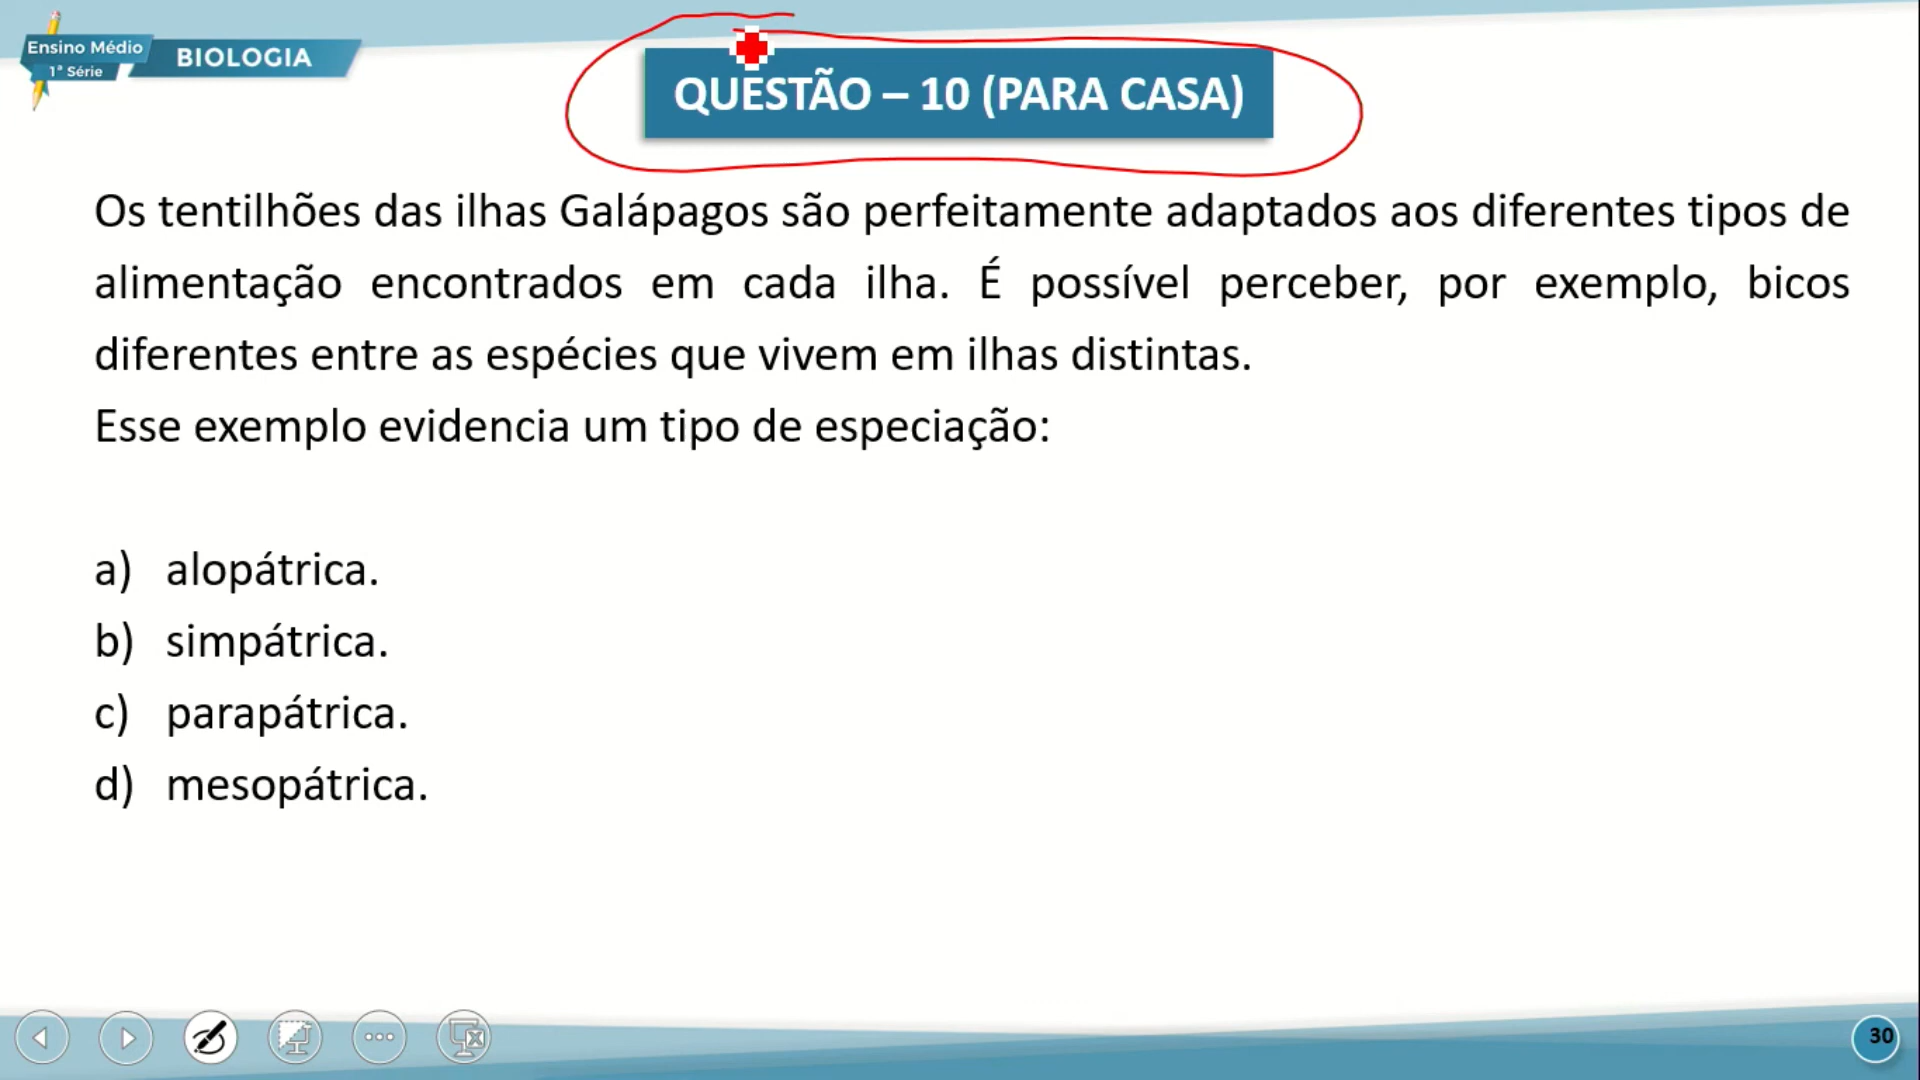 Ensino Médio
1ª Série
BIOLOGIA
QUESTÃO – 10 (PARA CASA)
Os tentilhões das ilhas Galápagos são perfeitamente adaptados aos diferentes tipos de
alimentação encontrados em cada ilha. É possível perceber, por exemplo, bicos
diferentes entre as espécies que vivem em ilhas distintas.
Esse exemplo evidencia um tipo de especiação:
a) alopátrica.
b) simpátrica.
c) parapátrica.
d) mesopátrica.
30